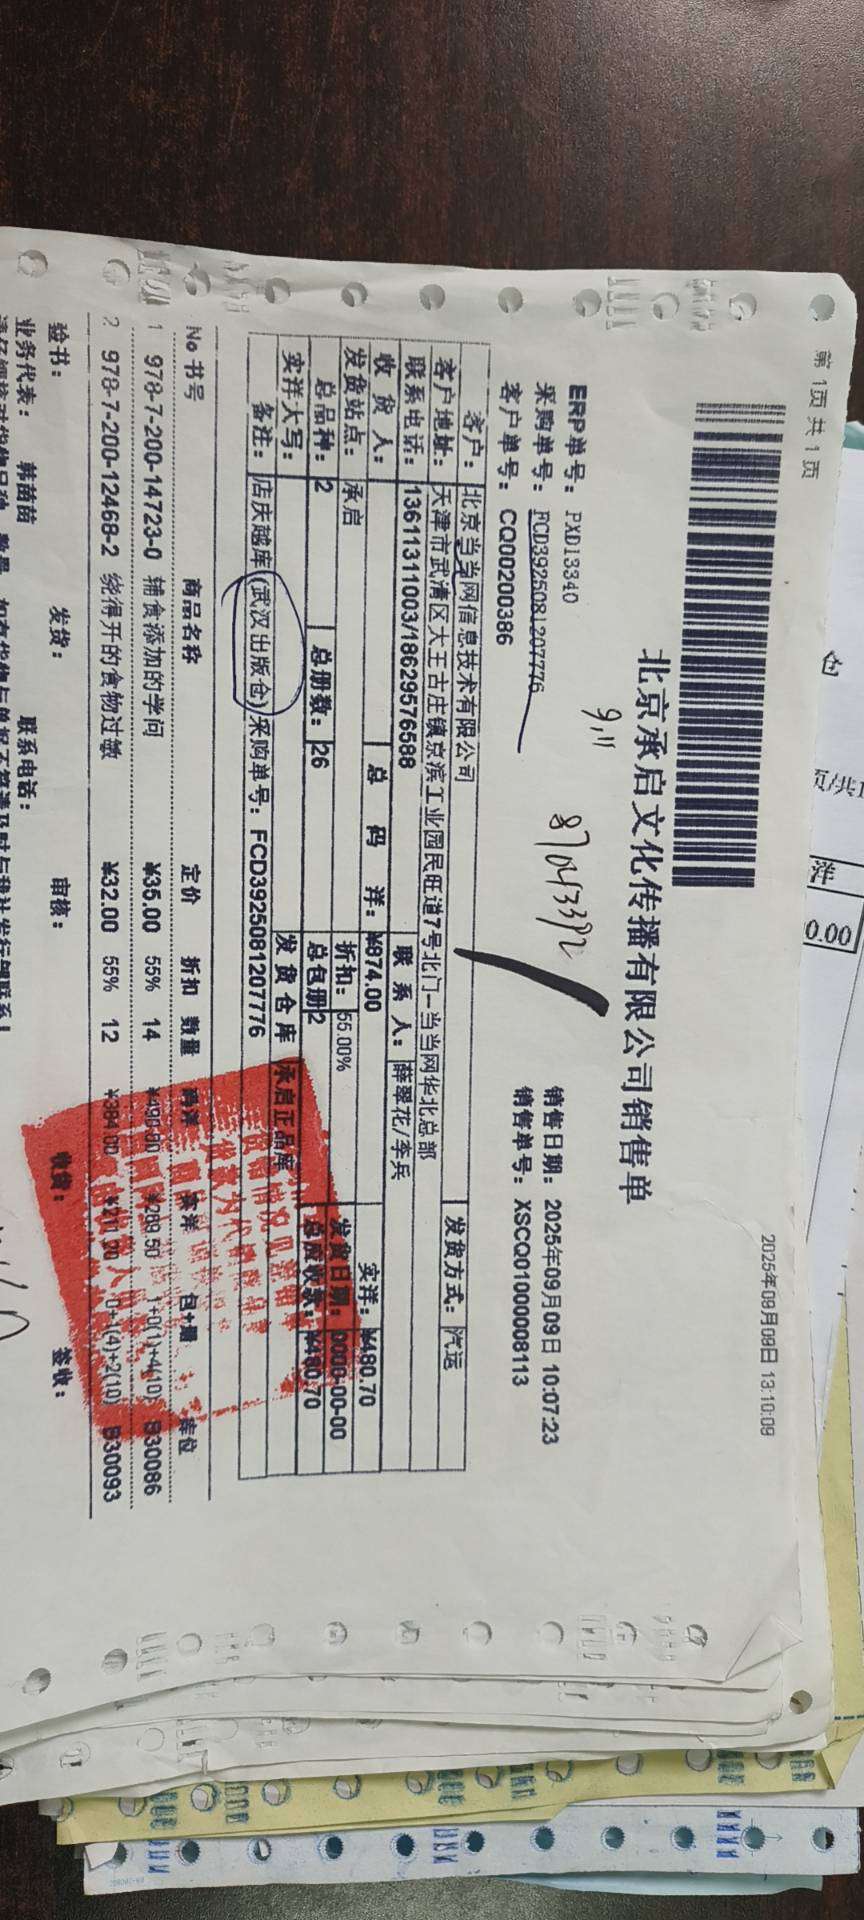 第 1页 共 1 页
2025年09月09日 13:10:09
北京承启文化传播有限公司销售单
9.11
87043392
ERP单号: PXD13340
采购单号: FCD3925081207776
客户单号: CQ00200386
销售日期: 2025年09月09日 10:07:23
销售单号: XSCQ01000008113
客户: 北京当当网信息技术有限公司 发货方式: 汽运
客户地址: 天津市武清区大王古庄镇京滨工业园民旺道7号北门-当当网华北总部
联系电话: 13611311003/18629576588 联系人: 薛翠花/李兵
收货人: 总码洋: ¥874.00 实洋: ¥480.70
发货站点: 承启 折扣: 55.00% 发货日期: 0000-00-00
总品种: 2 总册数: 26 总包册 2 总应收款: ¥480.70
实洋大写: 发货仓库 承启正品库
备注: 店庆越库(武汉出版仓)采购单号: FCD3925081207776
No 书号 商品名称 定价 折扣 数量 码洋 实洋 包+册 库位
1 978-7-200-14723-0 辅食添加的学问 ¥35.00 55% 14 ¥490.00 ¥269.50 1+0(1)+4(10) B30086
2 978-7-200-12468-2 绕得开的食物过敏 ¥32.00 55% 12 ¥384.00 ¥211.20 0+1(4)+2(10) B30093
验书: 发货: 审核: 收货: 签收:
业务代表: 韩苗苗 联系电话:
仓
页/共1
洋
0.00